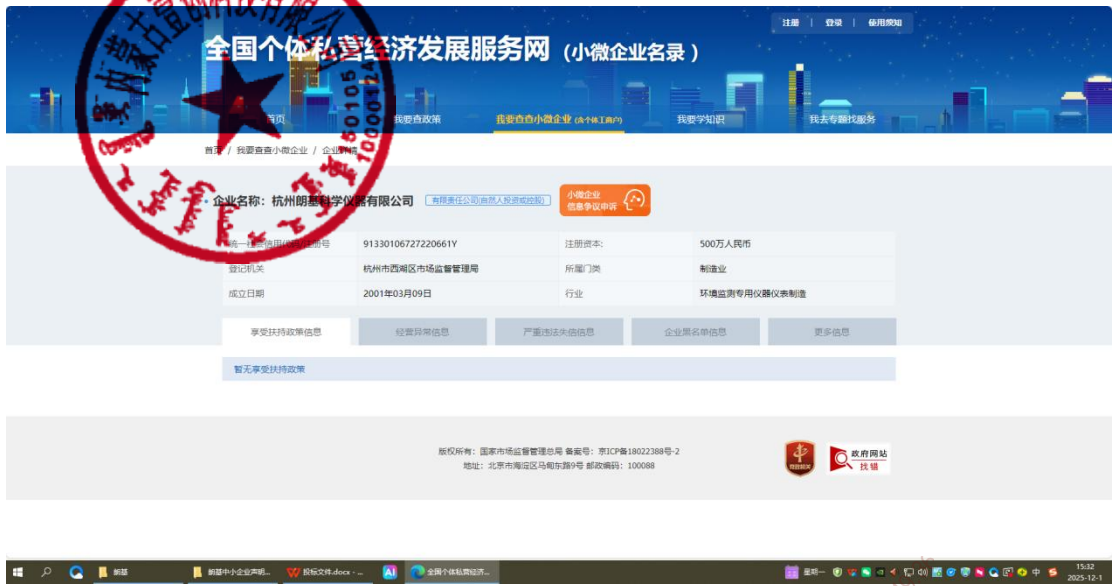 注册 | 登录 | 使用须知
全国个体私营经济发展服务网（小微企业名录）
首页 我要查政策 我要查查小微企业 (含个体工商户) 我要学知识 我去专题找服务
首页 / 我要查查小微企业 / 企业详情
企业名称：杭州朗基科学仪器有限公司 有限责任公司(自然人投资或控股) 小微企业
信息争议申诉
统一社会信用代码/注册号 91330106727220661Y 注册资本： 500万人民币
登记机关 杭州市西湖区市场监督管理局 所属门类 制造业
成立日期 2001年03月09日 行业 环境监测专用仪器仪表制造
享受扶持政策信息 经营异常信息 严重违法失信信息 企业黑名单信息 更多信息
暂无享受扶持政策
版权所有：国家市场监督管理总局 备案号：京ICP备18022388号-2
地址：北京市海淀区马甸东路9号 邮政编码：100088
党政机关
政府网站
找错
朗基 朗基中小企业声明... 投标文件.docx - ... AI 全国个体私营经济...
星期一 中 15:32
2025-12-1